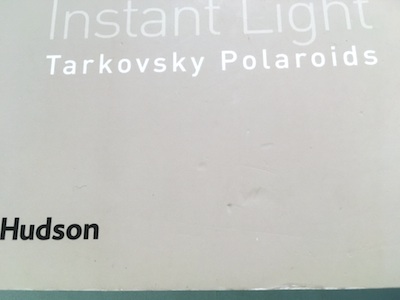 Instant Light
Tarkovsky Polaroids
Hudson